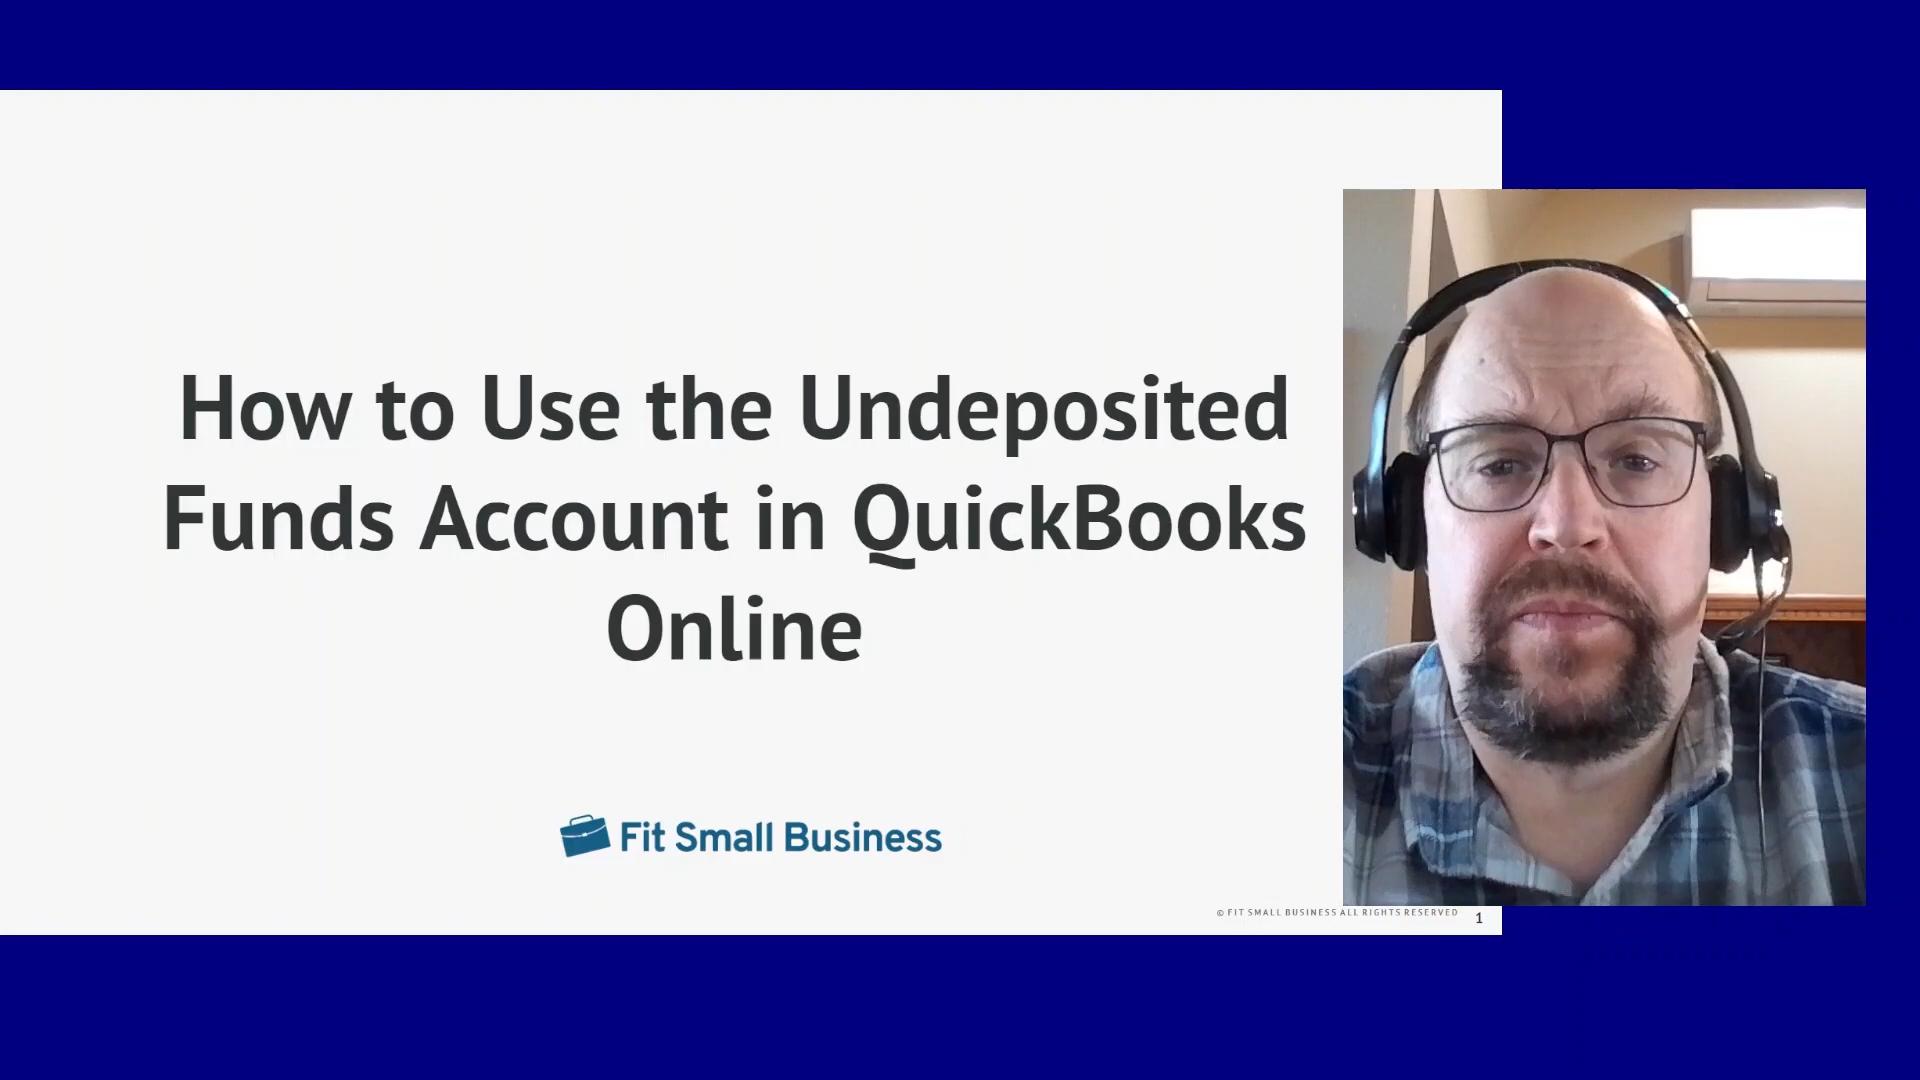 How to Use the Undeposited
Funds Account in QuickBooks
Online
Fit Small Business
© FIT SMALL BUSINESS ALL RIGHTS RESERVED 1